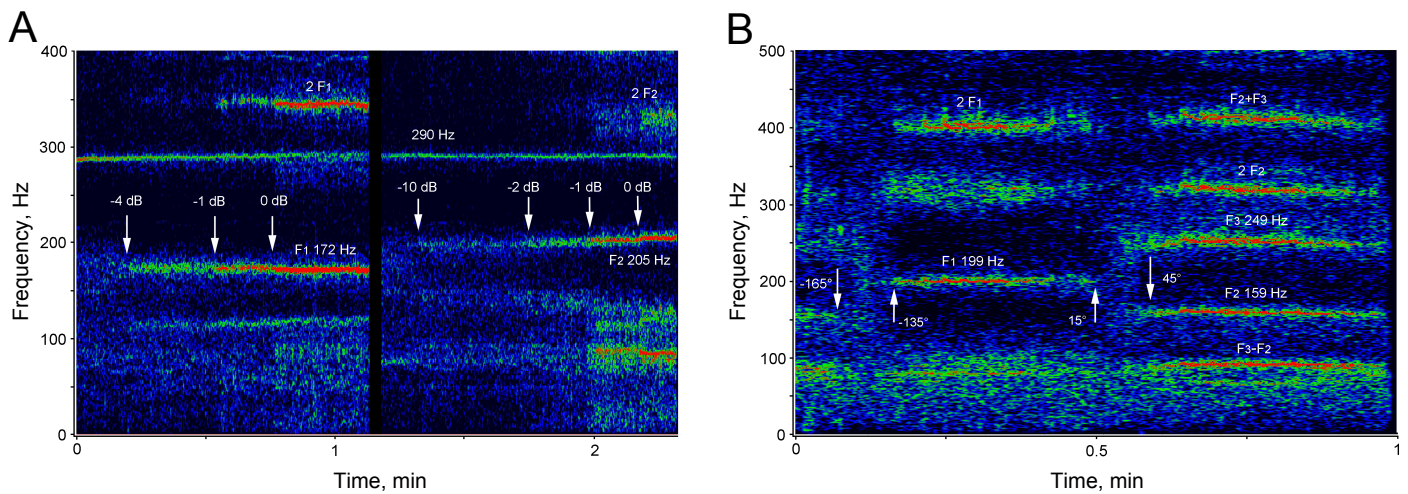 A
Frequency, Hz
400
300
200
100
0
2 F1
2 F2
290 Hz
-4 dB
-1 dB
0 dB
-10 dB
-2 dB
-1 dB
0 dB
F1 172 Hz
F2 205 Hz
0
1
2
Time, min
B
Frequency, Hz
500
400
300
200
100
0
2 F1
F2+F3
2 F2
F3 249 Hz
-165°
F1 199 Hz
45°
-135°
15°
F2 159 Hz
F3-F2
0
0.5
1
Time, min